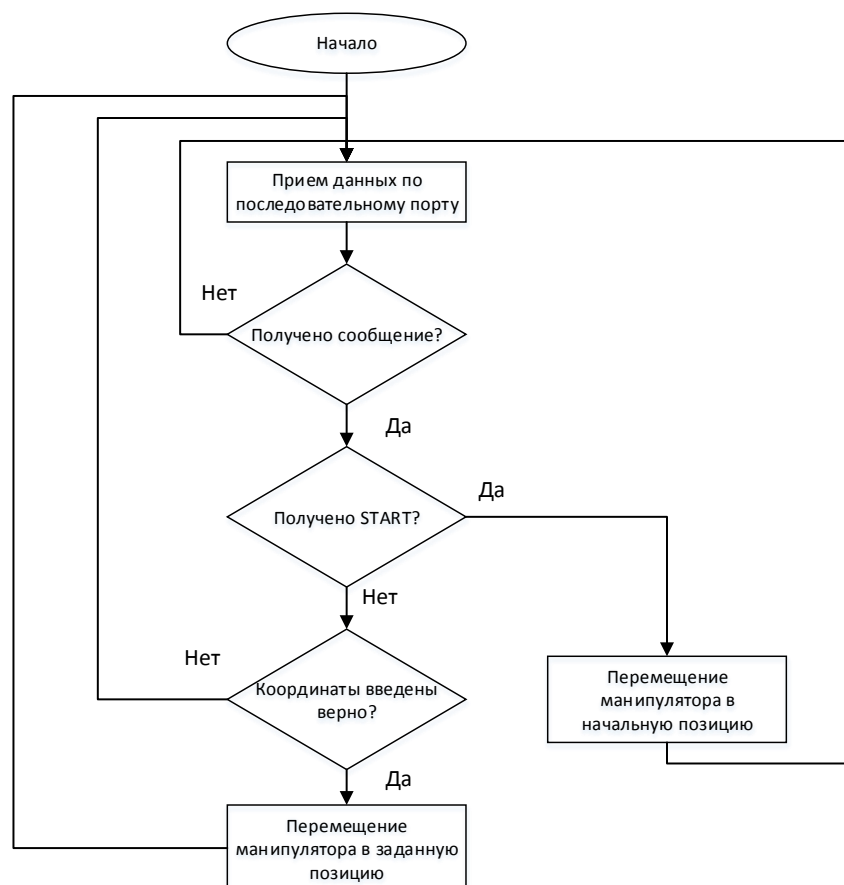 Начало
Прием данных по
последовательному порту
Нет
Получено сообщение?
Да
Да
Получено START?
Нет
Нет
Координаты введены
верно?
Перемещение
манипулятора в
начальную позицию
Да
Перемещение
манипулятора в заданную
позицию